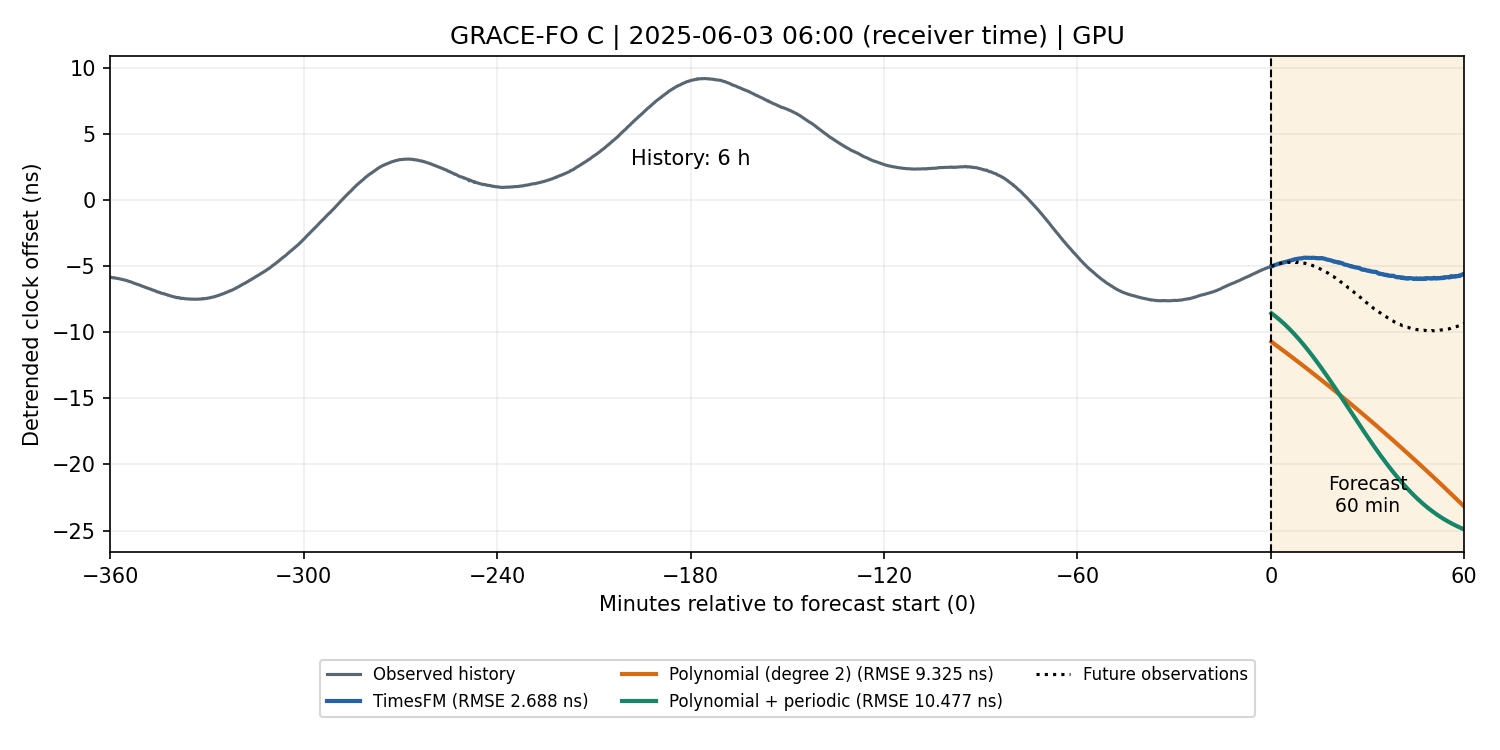 GRACE-FO C | 2025-06-03 06:00 (receiver time) | GPU
Detrended clock offset (ns)
10
5
0
−5
−10
−15
−20
−25
History: 6 h
Forecast
60 min
−360
−300
−240
−180
−120
−60
0
60
Minutes relative to forecast start (0)
Observed history
TimesFM (RMSE 2.688 ns)
Polynomial (degree 2) (RMSE 9.325 ns)
Polynomial + periodic (RMSE 10.477 ns)
Future observations